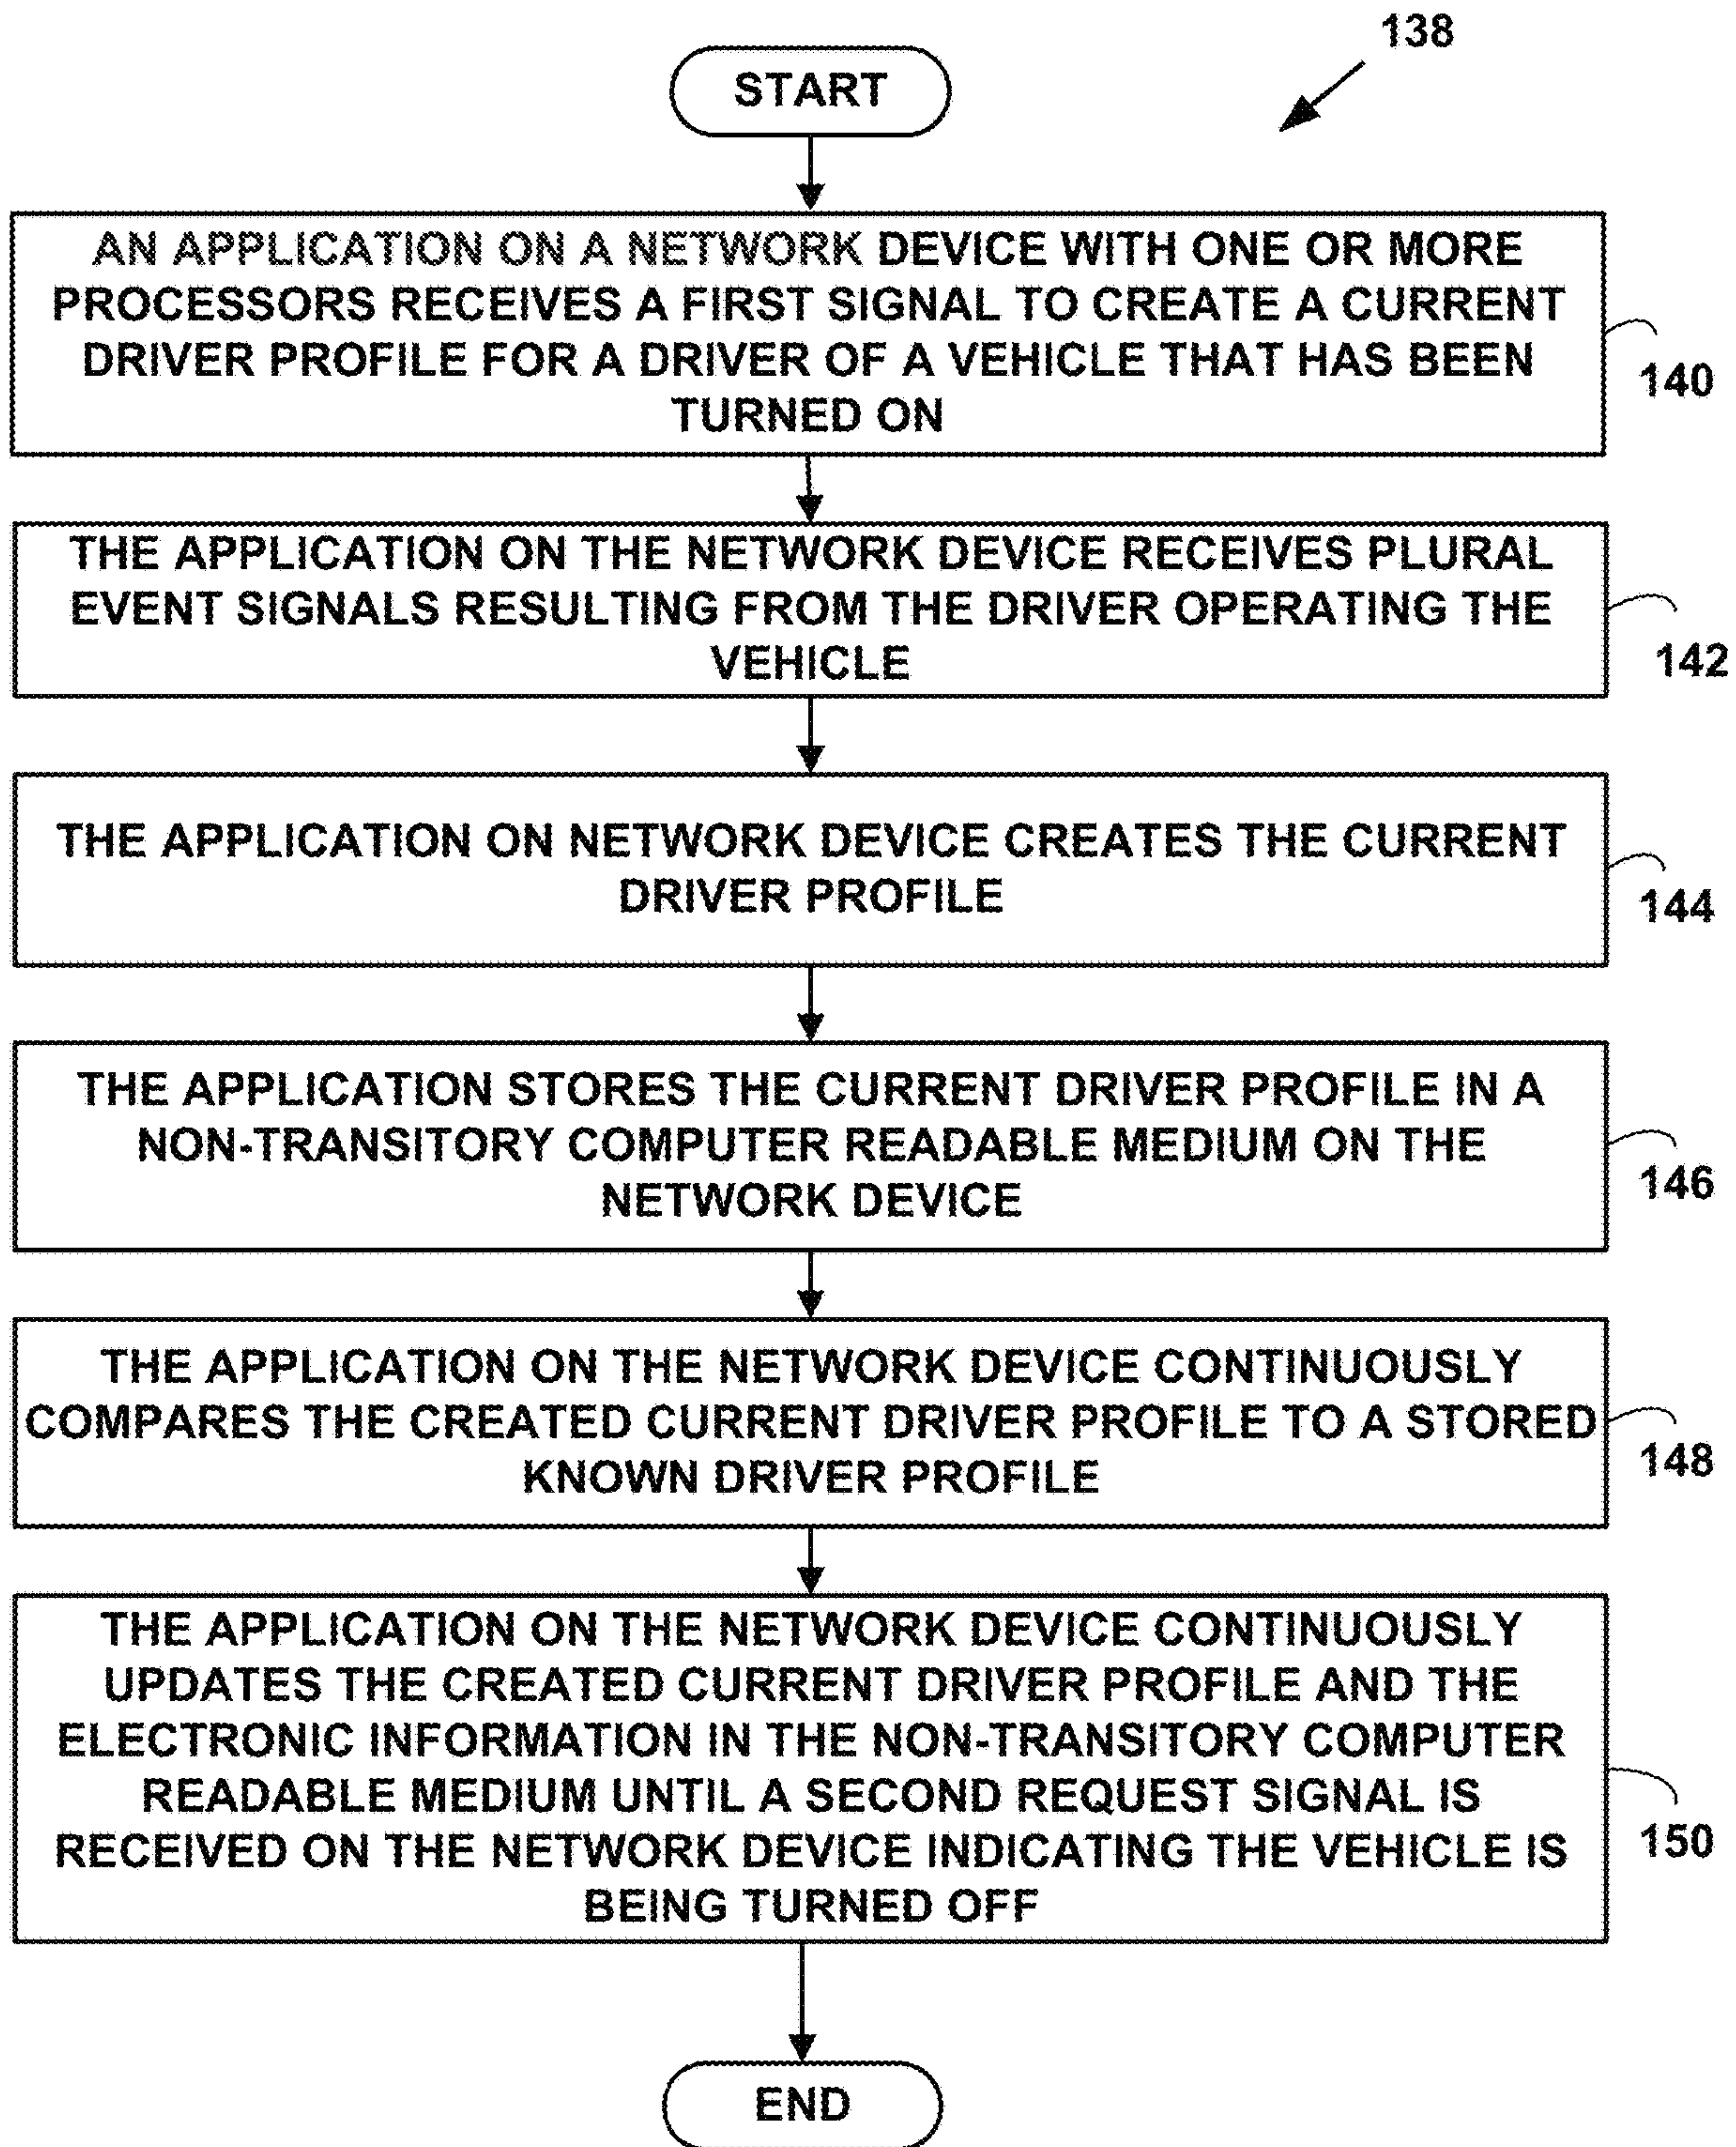 138
START
AN APPLICATION ON A NETWORK DEVICE WITH ONE OR MORE
PROCESSORS RECEIVES A FIRST SIGNAL TO CREATE A CURRENT
DRIVER PROFILE FOR A DRIVER OF A VEHICLE THAT HAS BEEN
TURNED ON
140
THE APPLICATION ON THE NETWORK DEVICE RECEIVES PLURAL
EVENT SIGNALS RESULTING FROM THE DRIVER OPERATING THE
VEHICLE
142
THE APPLICATION ON NETWORK DEVICE CREATES THE CURRENT
DRIVER PROFILE
144
THE APPLICATION STORES THE CURRENT DRIVER PROFILE IN A
NON-TRANSITORY COMPUTER READABLE MEDIUM ON THE
NETWORK DEVICE
146
THE APPLICATION ON THE NETWORK DEVICE CONTINUOUSLY
COMPARES THE CREATED CURRENT DRIVER PROFILE TO A STORED
KNOWN DRIVER PROFILE
148
THE APPLICATION ON THE NETWORK DEVICE CONTINUOUSLY
UPDATES THE CREATED CURRENT DRIVER PROFILE AND THE
ELECTRONIC INFORMATION IN THE NON-TRANSITORY COMPUTER
READABLE MEDIUM UNTIL A SECOND REQUEST SIGNAL IS
RECEIVED ON THE NETWORK DEVICE INDICATING THE VEHICLE IS
BEING TURNED OFF
150
END